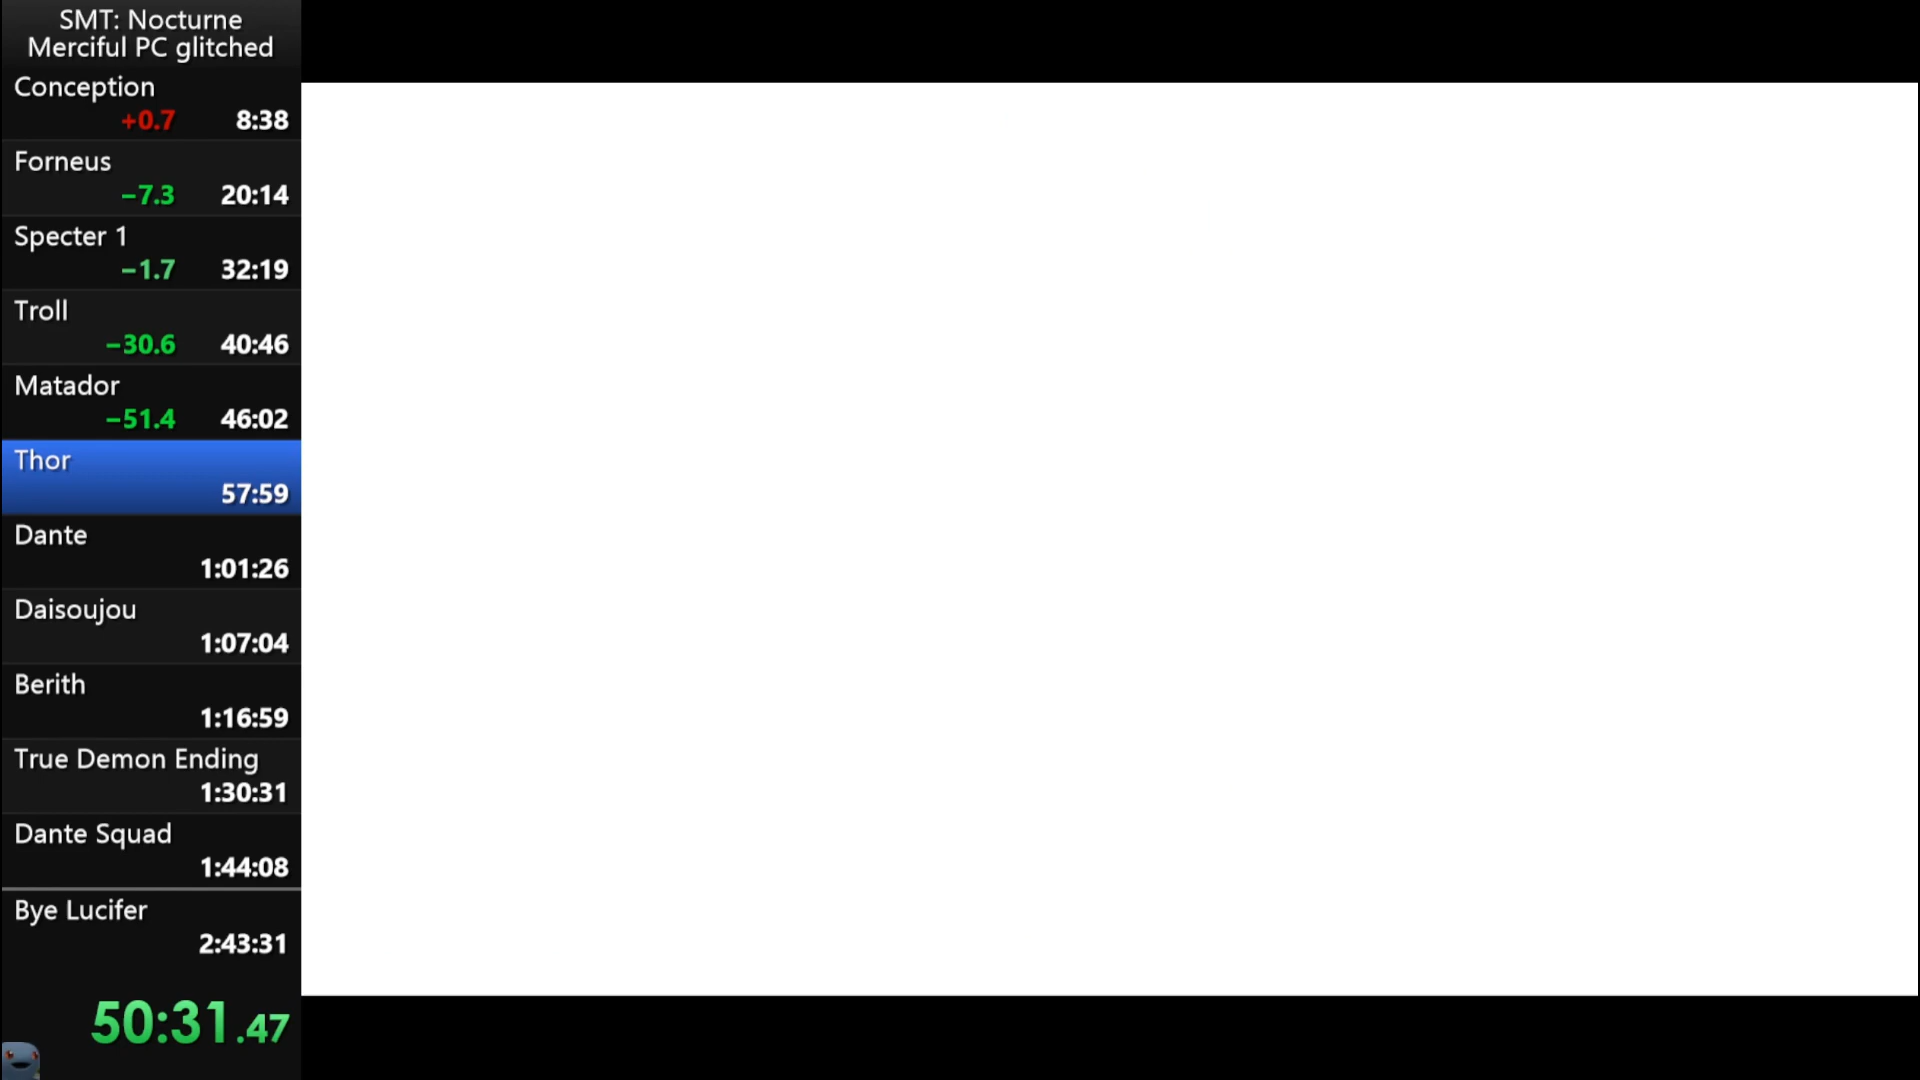 SMT: Nocturne
Merciful PC glitched
Conception
+0.7 8:38
Forneus
−7.3 20:14
Specter 1
−1.7 32:19
Troll
−30.6 40:46
Matador
−51.4 46:02
Thor
57:59
Dante
1:01:26
Daisoujou
1:07:04
Berith
1:16:59
True Demon Ending
1:30:31
Dante Squad
1:44:08
Bye Lucifer
2:43:31
50:31.47